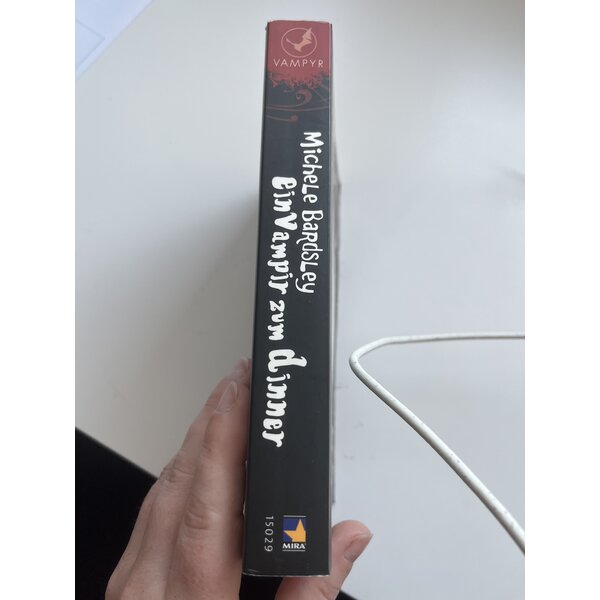 VAMPYR
Michele Bardsley
Ein Vampir zum Dinner
15029
MIRA